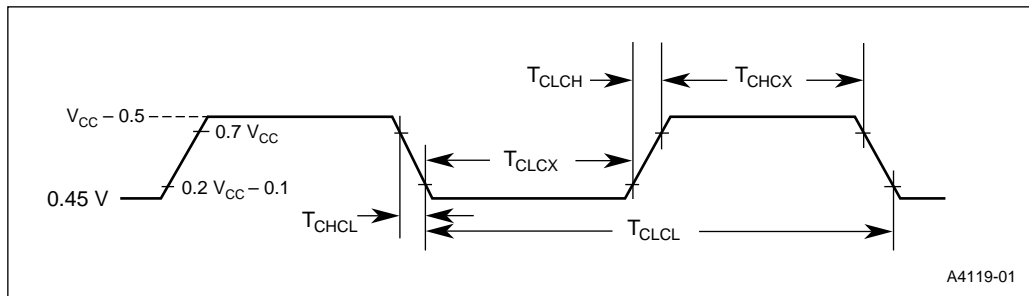 T_CLCH
T_CHCX
V_CC – 0.5
0.7 V_CC
T_CLCX
0.2 V_CC – 0.1
0.45 V
T_CHCL
T_CLCL
A4119-01